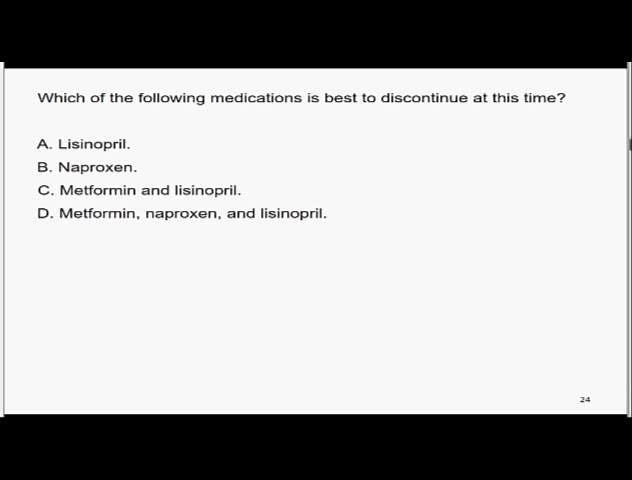 Which of the following medications is best to discontinue at this time?
A. Lisinopril.
B. Naproxen.
C. Metformin and lisinopril.
D. Metformin, naproxen, and lisinopril.
24